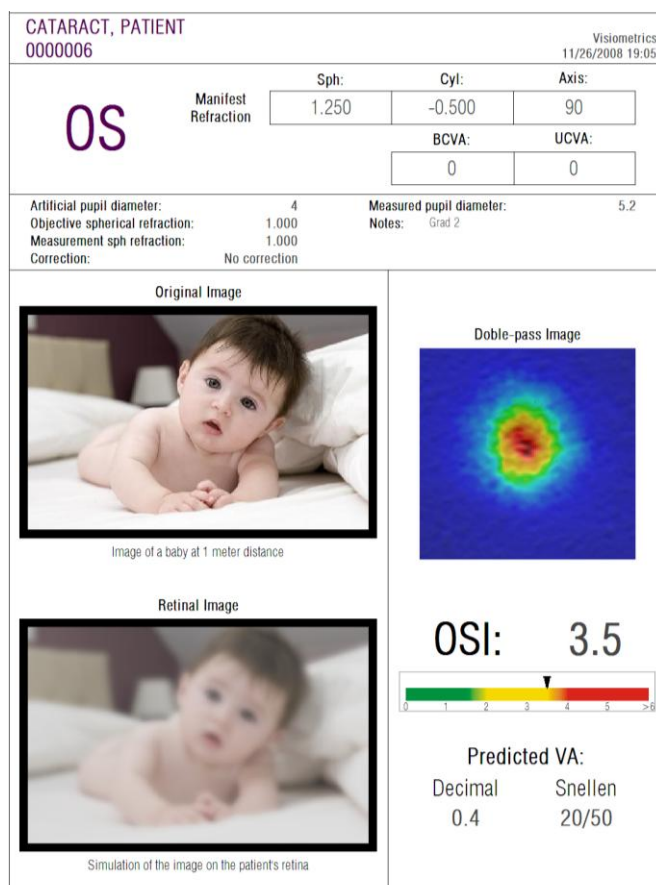 CATARACT, PATIENT
0000006
Visiometrics
11/26/2008 19:05
OS
Manifest
Refraction
Sph: Cyl: Axis:
1.250 -0.500 90
BCVA: UCVA:
0 0
Artificial pupil diameter: 4 Measured pupil diameter: 5.2
Objective spherical refraction: 1.000 Notes: Grad 2
Measurement sph refraction: 1.000
Correction: No correction
Original Image
Image of a baby at 1 meter distance
Retinal Image
Simulation of the image on the patient's retina
Doble-pass Image
OSI: 3.5
0 1 2 3 4 5 >6
Predicted VA:
Decimal Snellen
0.4 20/50